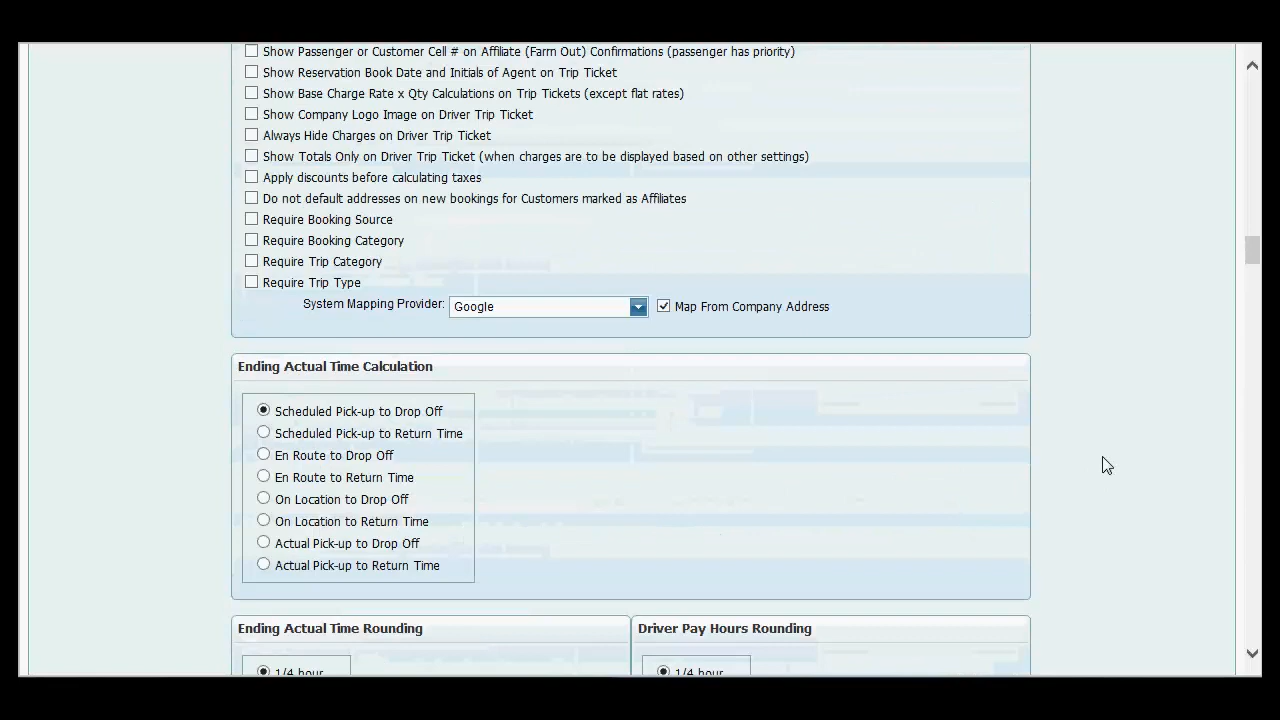 Show Passenger or Customer Cell # on Affiliate (Farm Out) Confirmations (passenger has priority)
Show Reservation Book Date and Initials of Agent on Trip Ticket
Show Base Charge Rate x Qty Calculations on Trip Tickets (except flat rates)
Show Company Logo Image on Driver Trip Ticket
Always Hide Charges on Driver Trip Ticket
Show Totals Only on Driver Trip Ticket (when charges are to be displayed based on other settings)
Apply discounts before calculating taxes
Do not default addresses on new bookings for Customers marked as Affiliates
Require Booking Source
Require Booking Category
Require Trip Category
Require Trip Type
System Mapping Provider: Google Map From Company Address
Ending Actual Time Calculation
Scheduled Pick-up to Drop Off
Scheduled Pick-up to Return Time
En Route to Drop Off
En Route to Return Time
On Location to Drop Off
On Location to Return Time
Actual Pick-up to Drop Off
Actual Pick-up to Return Time
Ending Actual Time Rounding Driver Pay Hours Rounding
1/4 hour 1/4 hour